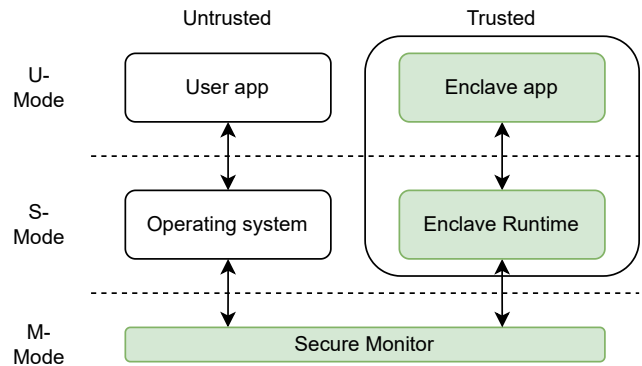 Untrusted
Trusted
U-
Mode
User app
Enclave app
S-
Mode
Operating system
Enclave Runtime
M-
Mode
Secure Monitor